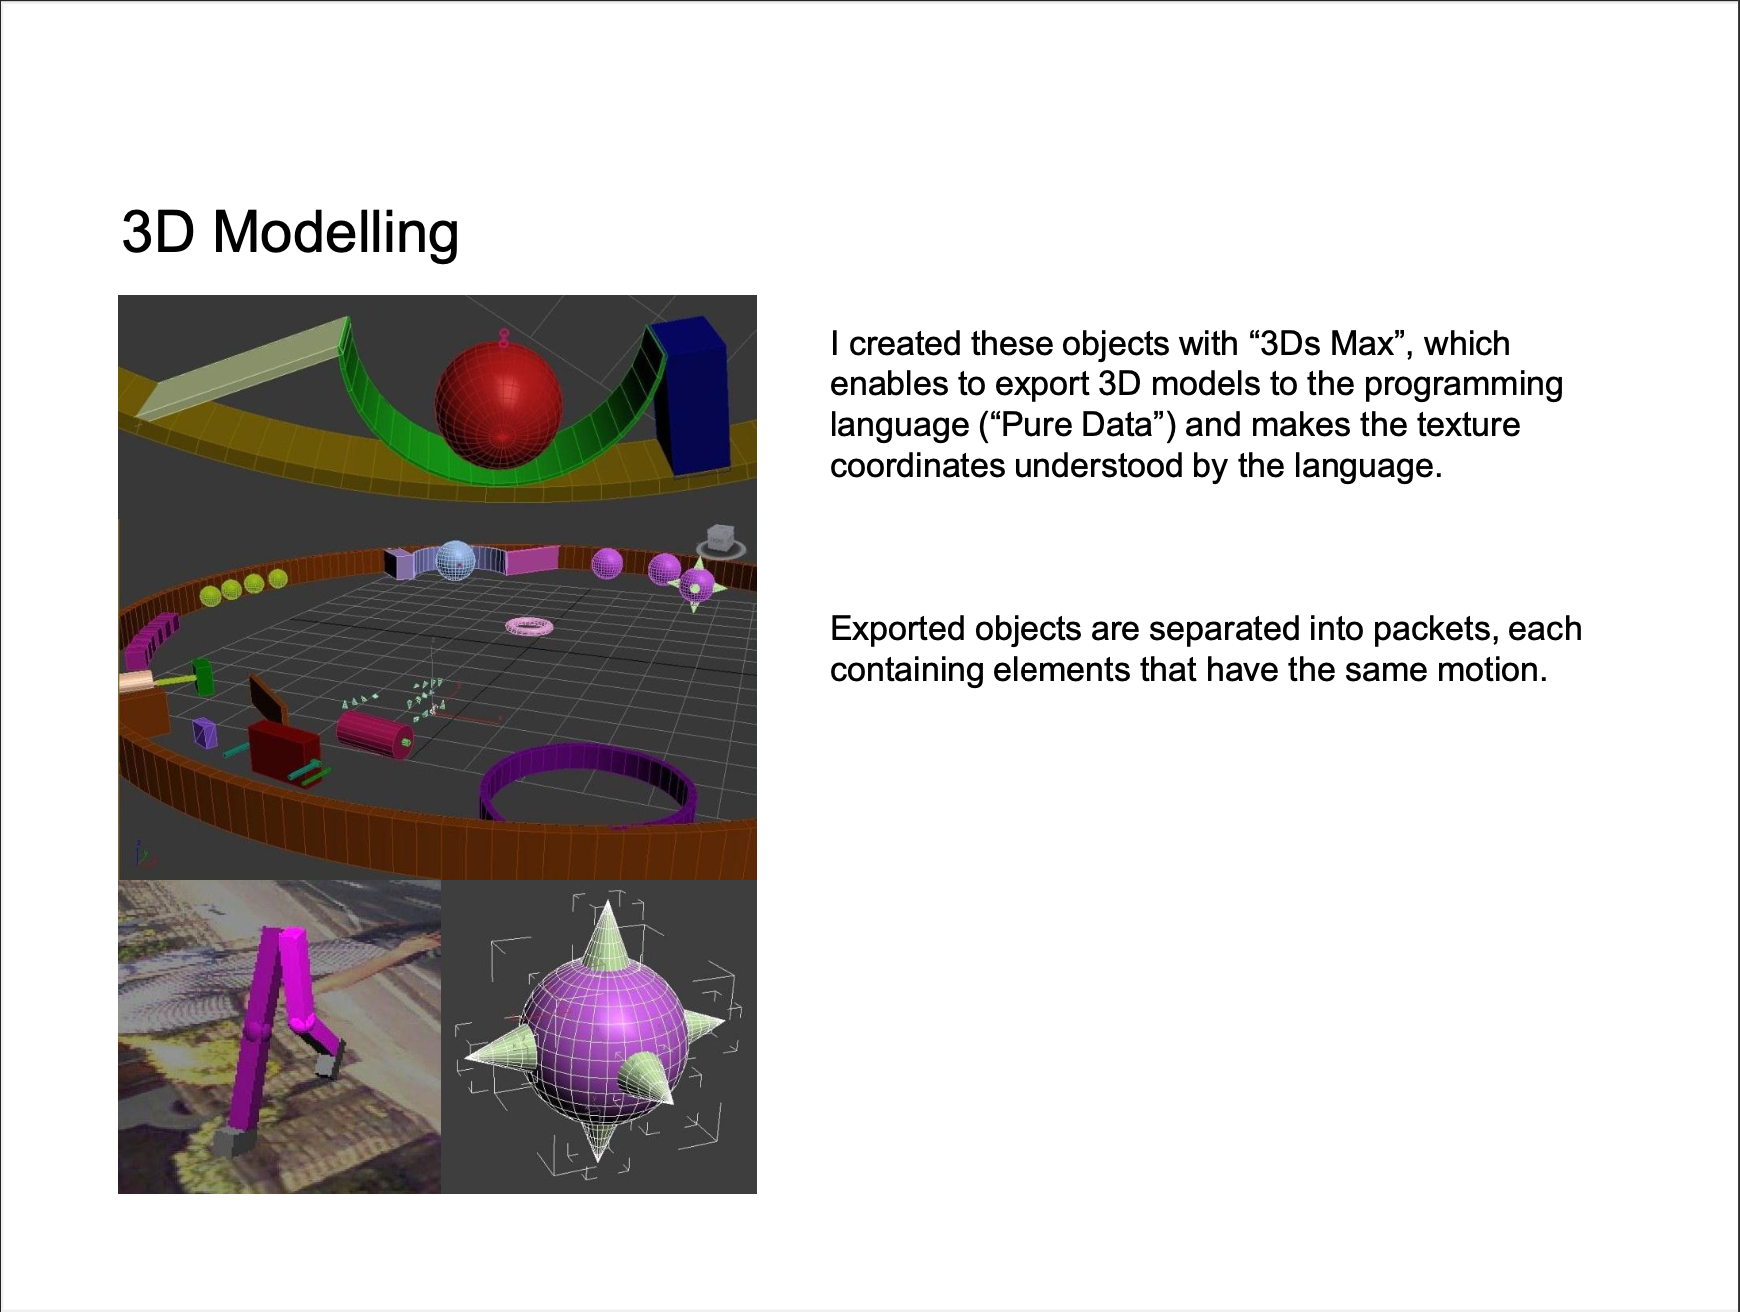 3D Modelling
I created these objects with “3Ds Max”, which
enables to export 3D models to the programming
language (“Pure Data”) and makes the texture
coordinates understood by the language.
Exported objects are separated into packets, each
containing elements that have the same motion.